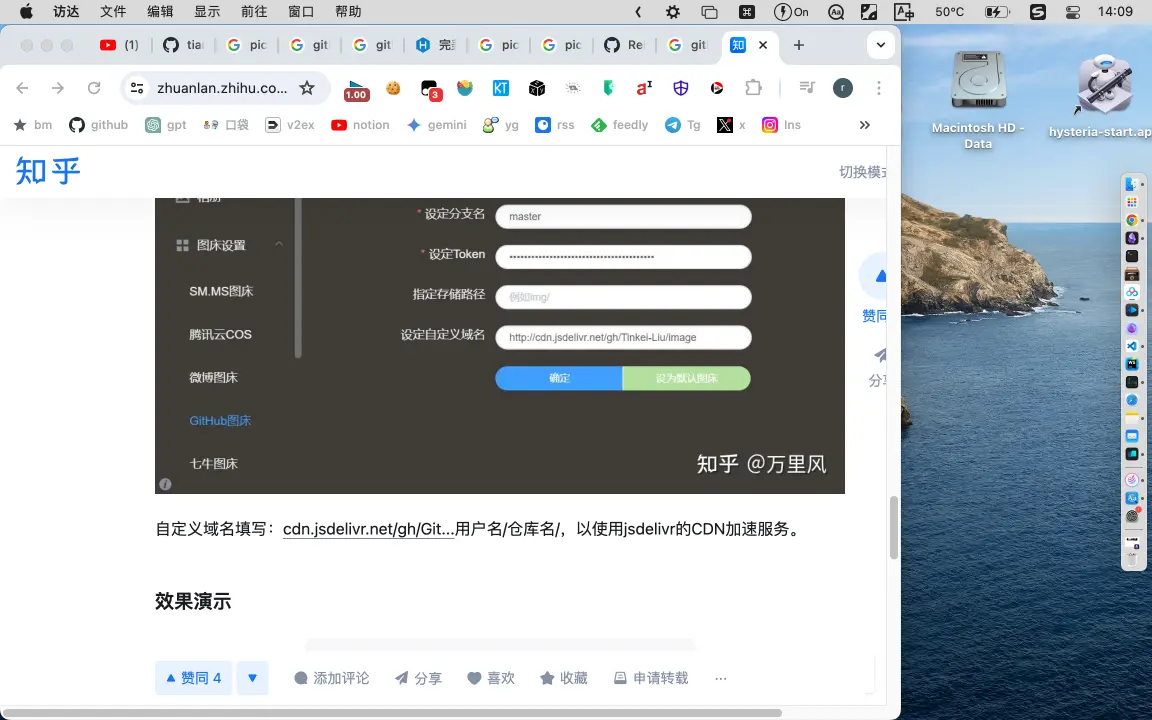 访达 文件 编辑 显示 前往 窗口 帮助 On 50°C 14:09
(1) tiar pic git git 完 pic pic Re git 知
zhuanlan.zhihu.co... 1.00 3 KT r
bm github gpt 口袋 v2ex notion gemini yg rss feedly Tg x Ins
知乎 切换模式
* 设定分支名 master
图床设置
* 设定Token
SM.MS图床
指定存储路径 例如img/
腾讯云COS
设定自定义域名 http://cdn.jsdelivr.net/gh/Tinkei-Liu/image
微博图床
确定 设为默认图床
GitHub图床
七牛图床
知乎 @万里风
赞同
分享
自定义域名填写：cdn.jsdelivr.net/gh/Git...用户名/仓库名/，以使用jsdelivr的CDN加速服务。
效果演示
赞同 4 添加评论 分享 喜欢 收藏 申请转载 ...
Macintosh HD -
Data
hysteria-start.ap